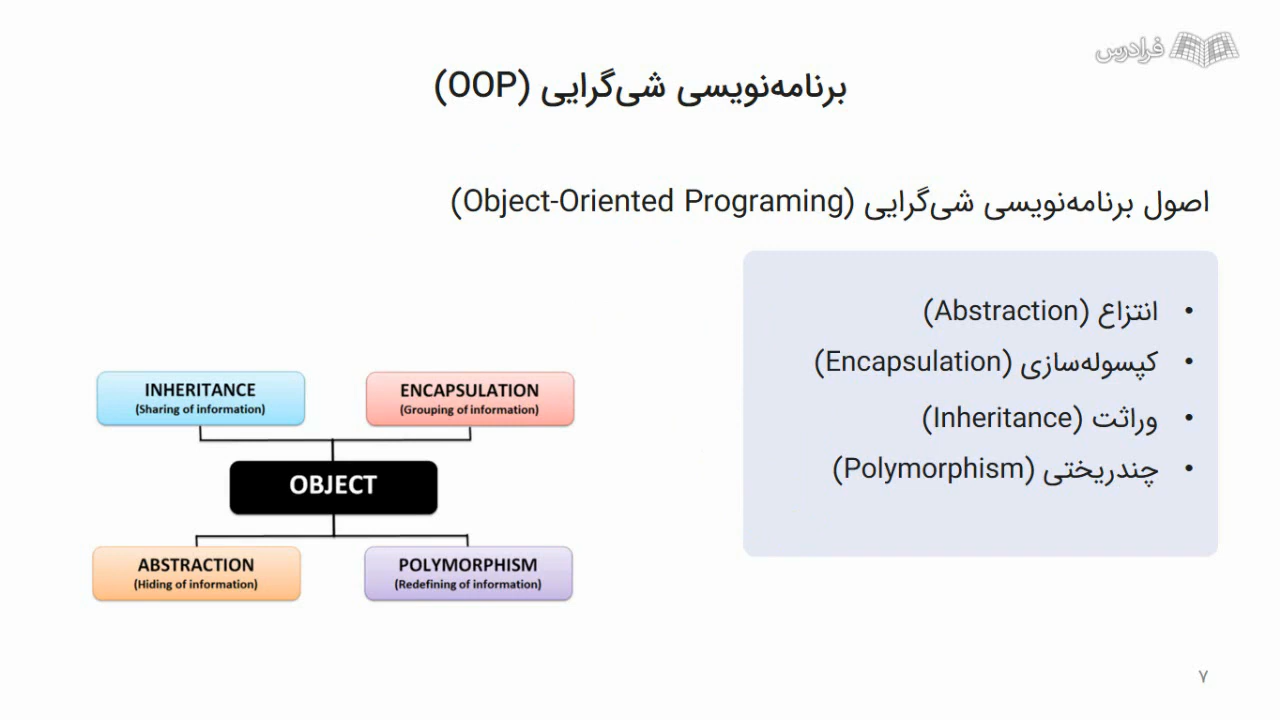 فرادرس
برنامه‌نویسی شی‌گرایی (OOP)
اصول برنامه‌نویسی شی‌گرایی (Object-Oriented Programing)
• انتزاع (Abstraction)
• کپسوله‌سازی (Encapsulation)
• وراثت (Inheritance)
• چندریختی (Polymorphism)
INHERITANCE
(Sharing of information)
ENCAPSULATION
(Grouping of information)
OBJECT
ABSTRACTION
(Hiding of information)
POLYMORPHISM
(Redefining of information)
۷